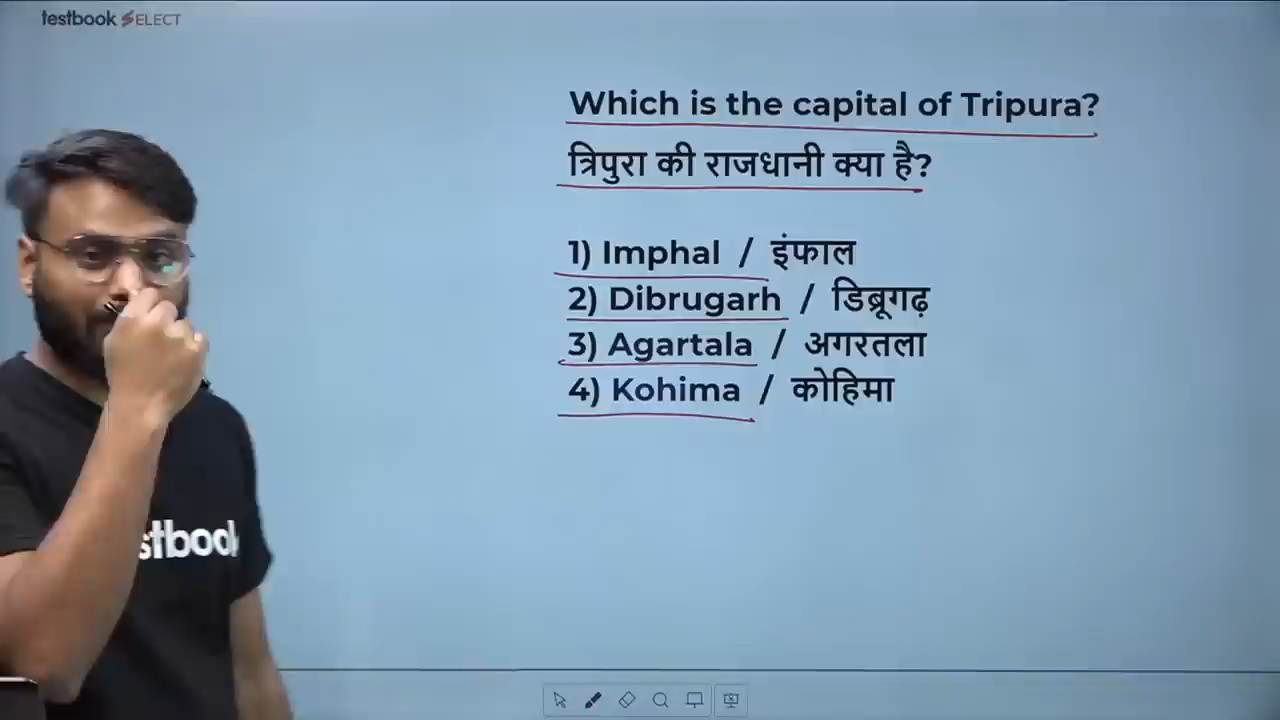 testbook SELECT
Which is the capital of Tripura?
त्रिपुरा की राजधानी क्या है?
1) Imphal / इंफाल
2) Dibrugarh / डिब्रूगढ़
3) Agartala / अगरतला
4) Kohima / कोहिमा
stbook